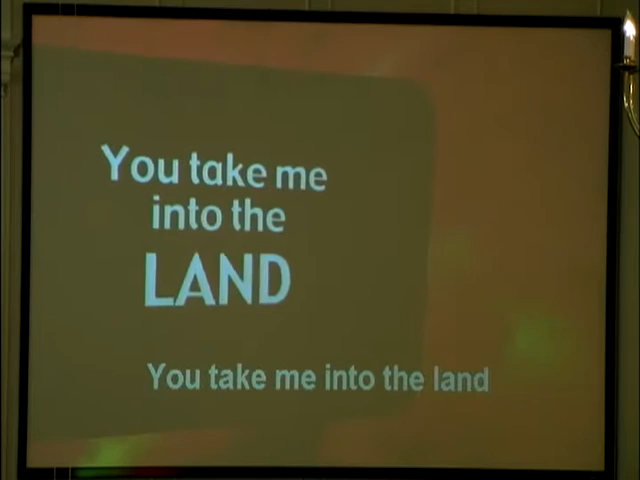 You take me
into the
LAND
You take me into the land